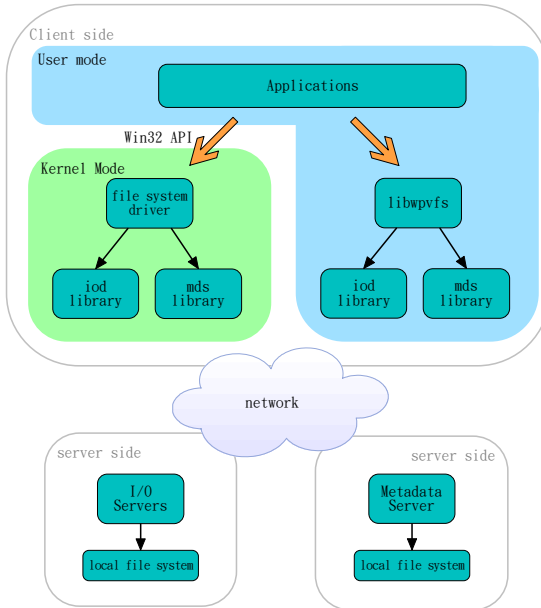 Client side
User mode
Applications
Win32 API
Kernel Mode
file system
driver
libwpvfs
iod
library
mds
library
iod
library
mds
library
network
server side
server side
I/O
Servers
Metadata
Server
local file system
local file system